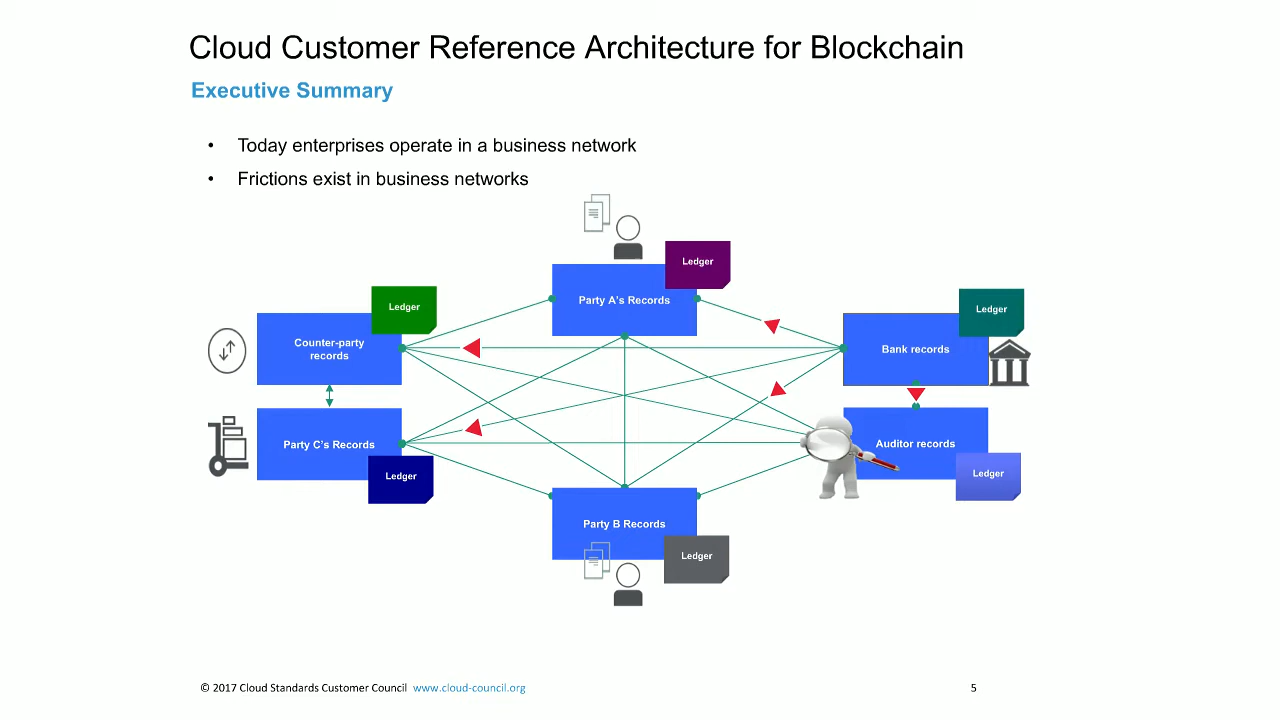 Cloud Customer Reference Architecture for Blockchain
Executive Summary
• Today enterprises operate in a business network
• Frictions exist in business networks
Ledger
Party A's Records
Ledger
Counter-party
records
Ledger
Bank records
Party C's Records
Ledger
Auditor records
Ledger
Party B Records
Ledger
© 2017 Cloud Standards Customer Council www.cloud-council.org
5